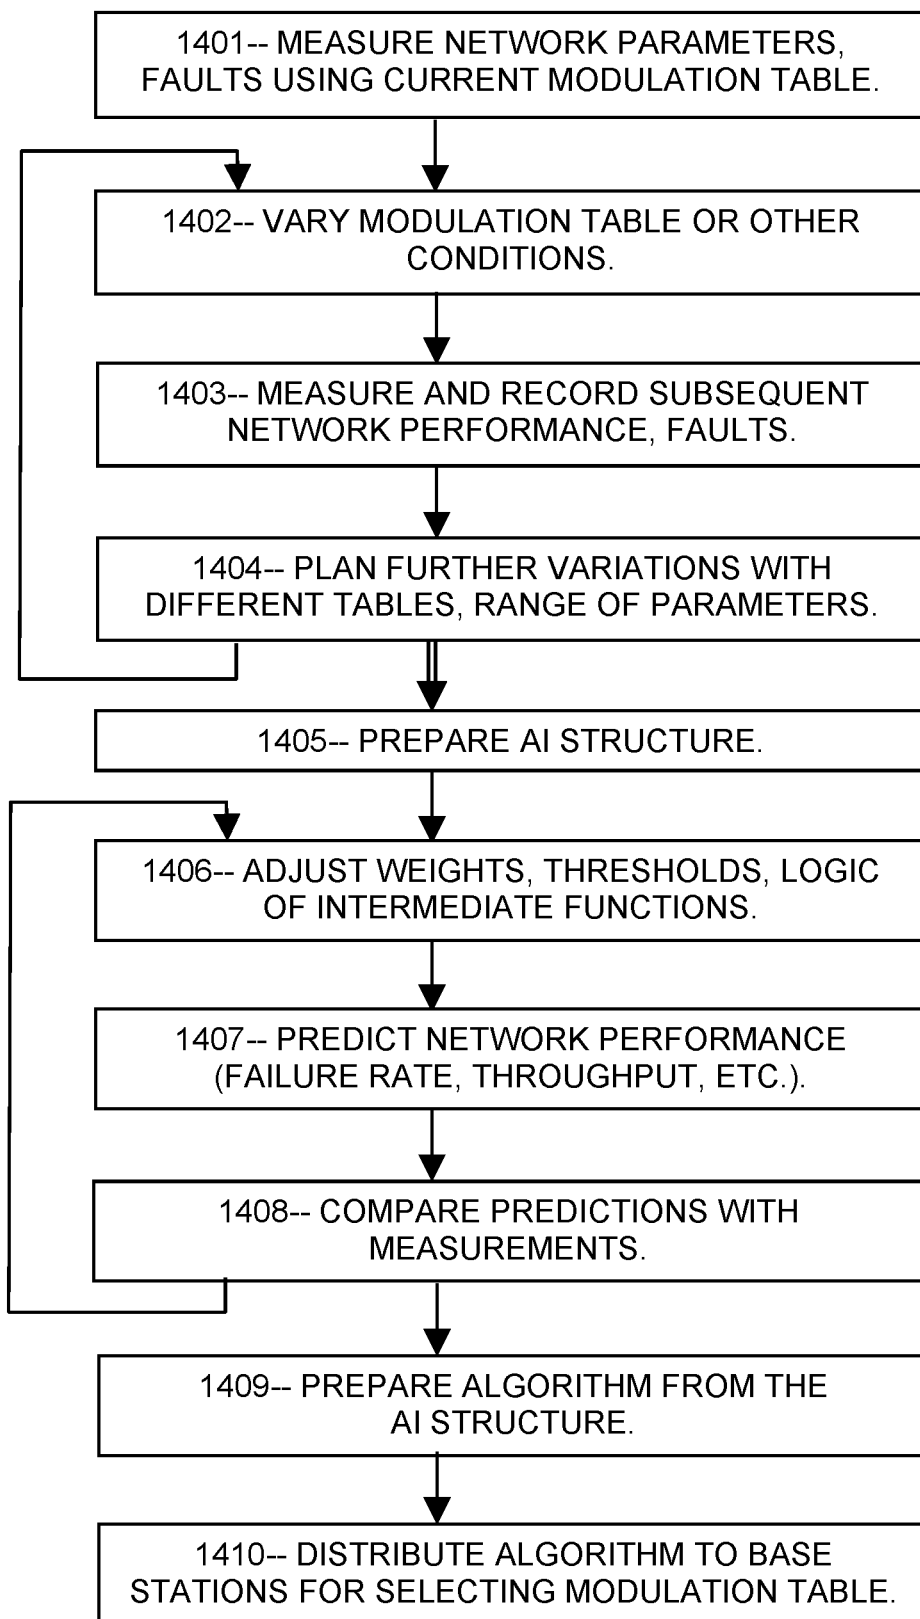 1401-- MEASURE NETWORK PARAMETERS,
FAULTS USING CURRENT MODULATION TABLE.
1402-- VARY MODULATION TABLE OR OTHER
CONDITIONS.
1403-- MEASURE AND RECORD SUBSEQUENT
NETWORK PERFORMANCE, FAULTS.
1404-- PLAN FURTHER VARIATIONS WITH
DIFFERENT TABLES, RANGE OF PARAMETERS.
1405-- PREPARE AI STRUCTURE.
1406-- ADJUST WEIGHTS, THRESHOLDS, LOGIC
OF INTERMEDIATE FUNCTIONS.
1407-- PREDICT NETWORK PERFORMANCE
(FAILURE RATE, THROUGHPUT, ETC.).
1408-- COMPARE PREDICTIONS WITH
MEASUREMENTS.
1409-- PREPARE ALGORITHM FROM THE
AI STRUCTURE.
1410-- DISTRIBUTE ALGORITHM TO BASE
STATIONS FOR SELECTING MODULATION TABLE.